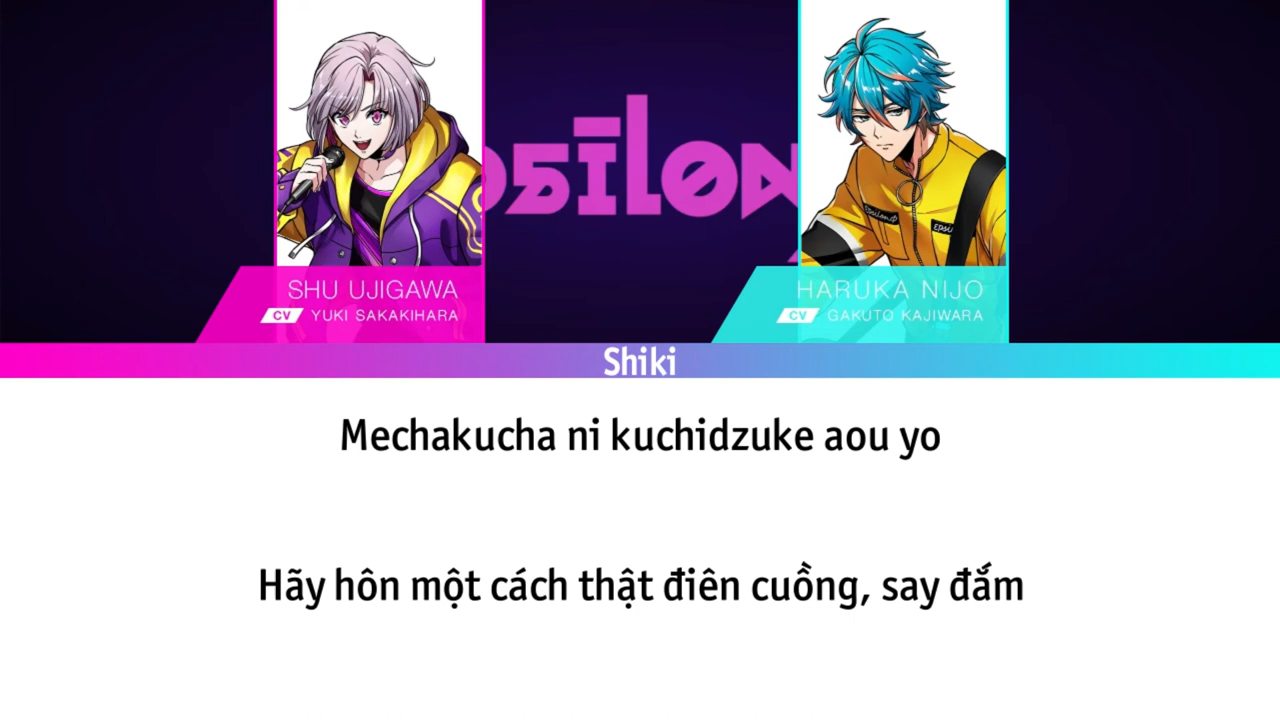 εpsilonΦ
SHU UJIGAWA
CV YUKI SAKAKIHARA
HARUKA NIJO
CV GAKUTO KAJIWARA
Shiki
Mechakucha ni kuchidzuke aou yo
Hãy hôn một cách thật điên cuồng, say đắm